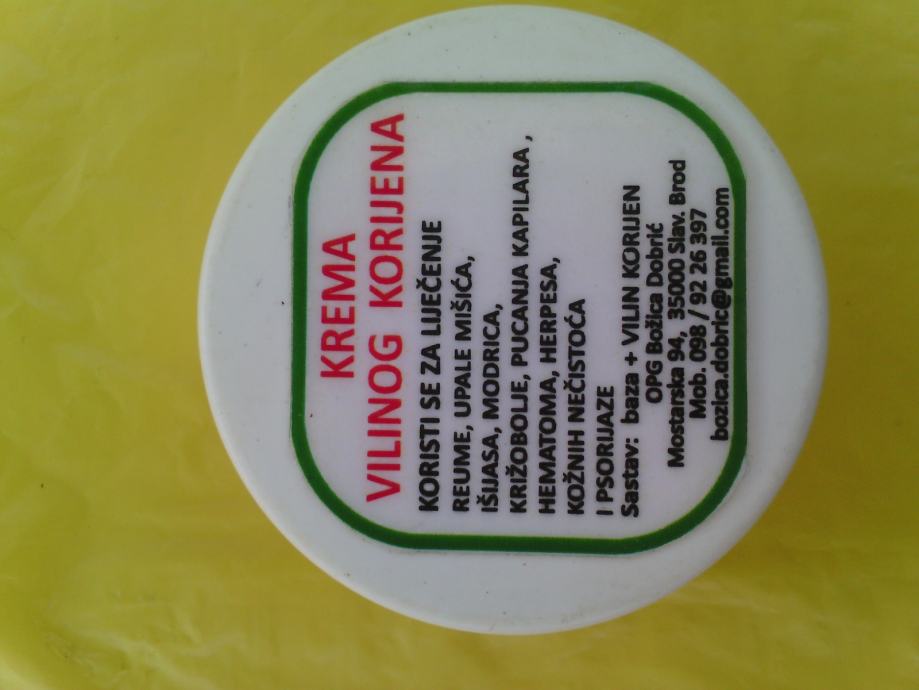 KREMA
VILINOG KORIJENA
KORISTI SE ZA LIJEČENJE
REUME, UPALE MIŠIĆA,
IŠIJASA, MODRICA,
KRIŽOBOLJE, PUCANJA KAPILARA ,
HEMATOMA, HERPESA,
KOŽNIH NEČISTOĆA
I PSORIJAZE
Sastav: baza + VILIN KORIJEN
OPG Božica Dobrić
Mostarska 94, 35000 Slav. Brod
Mob. 098 / 92 26 397
bozica.dobric@gmail.com